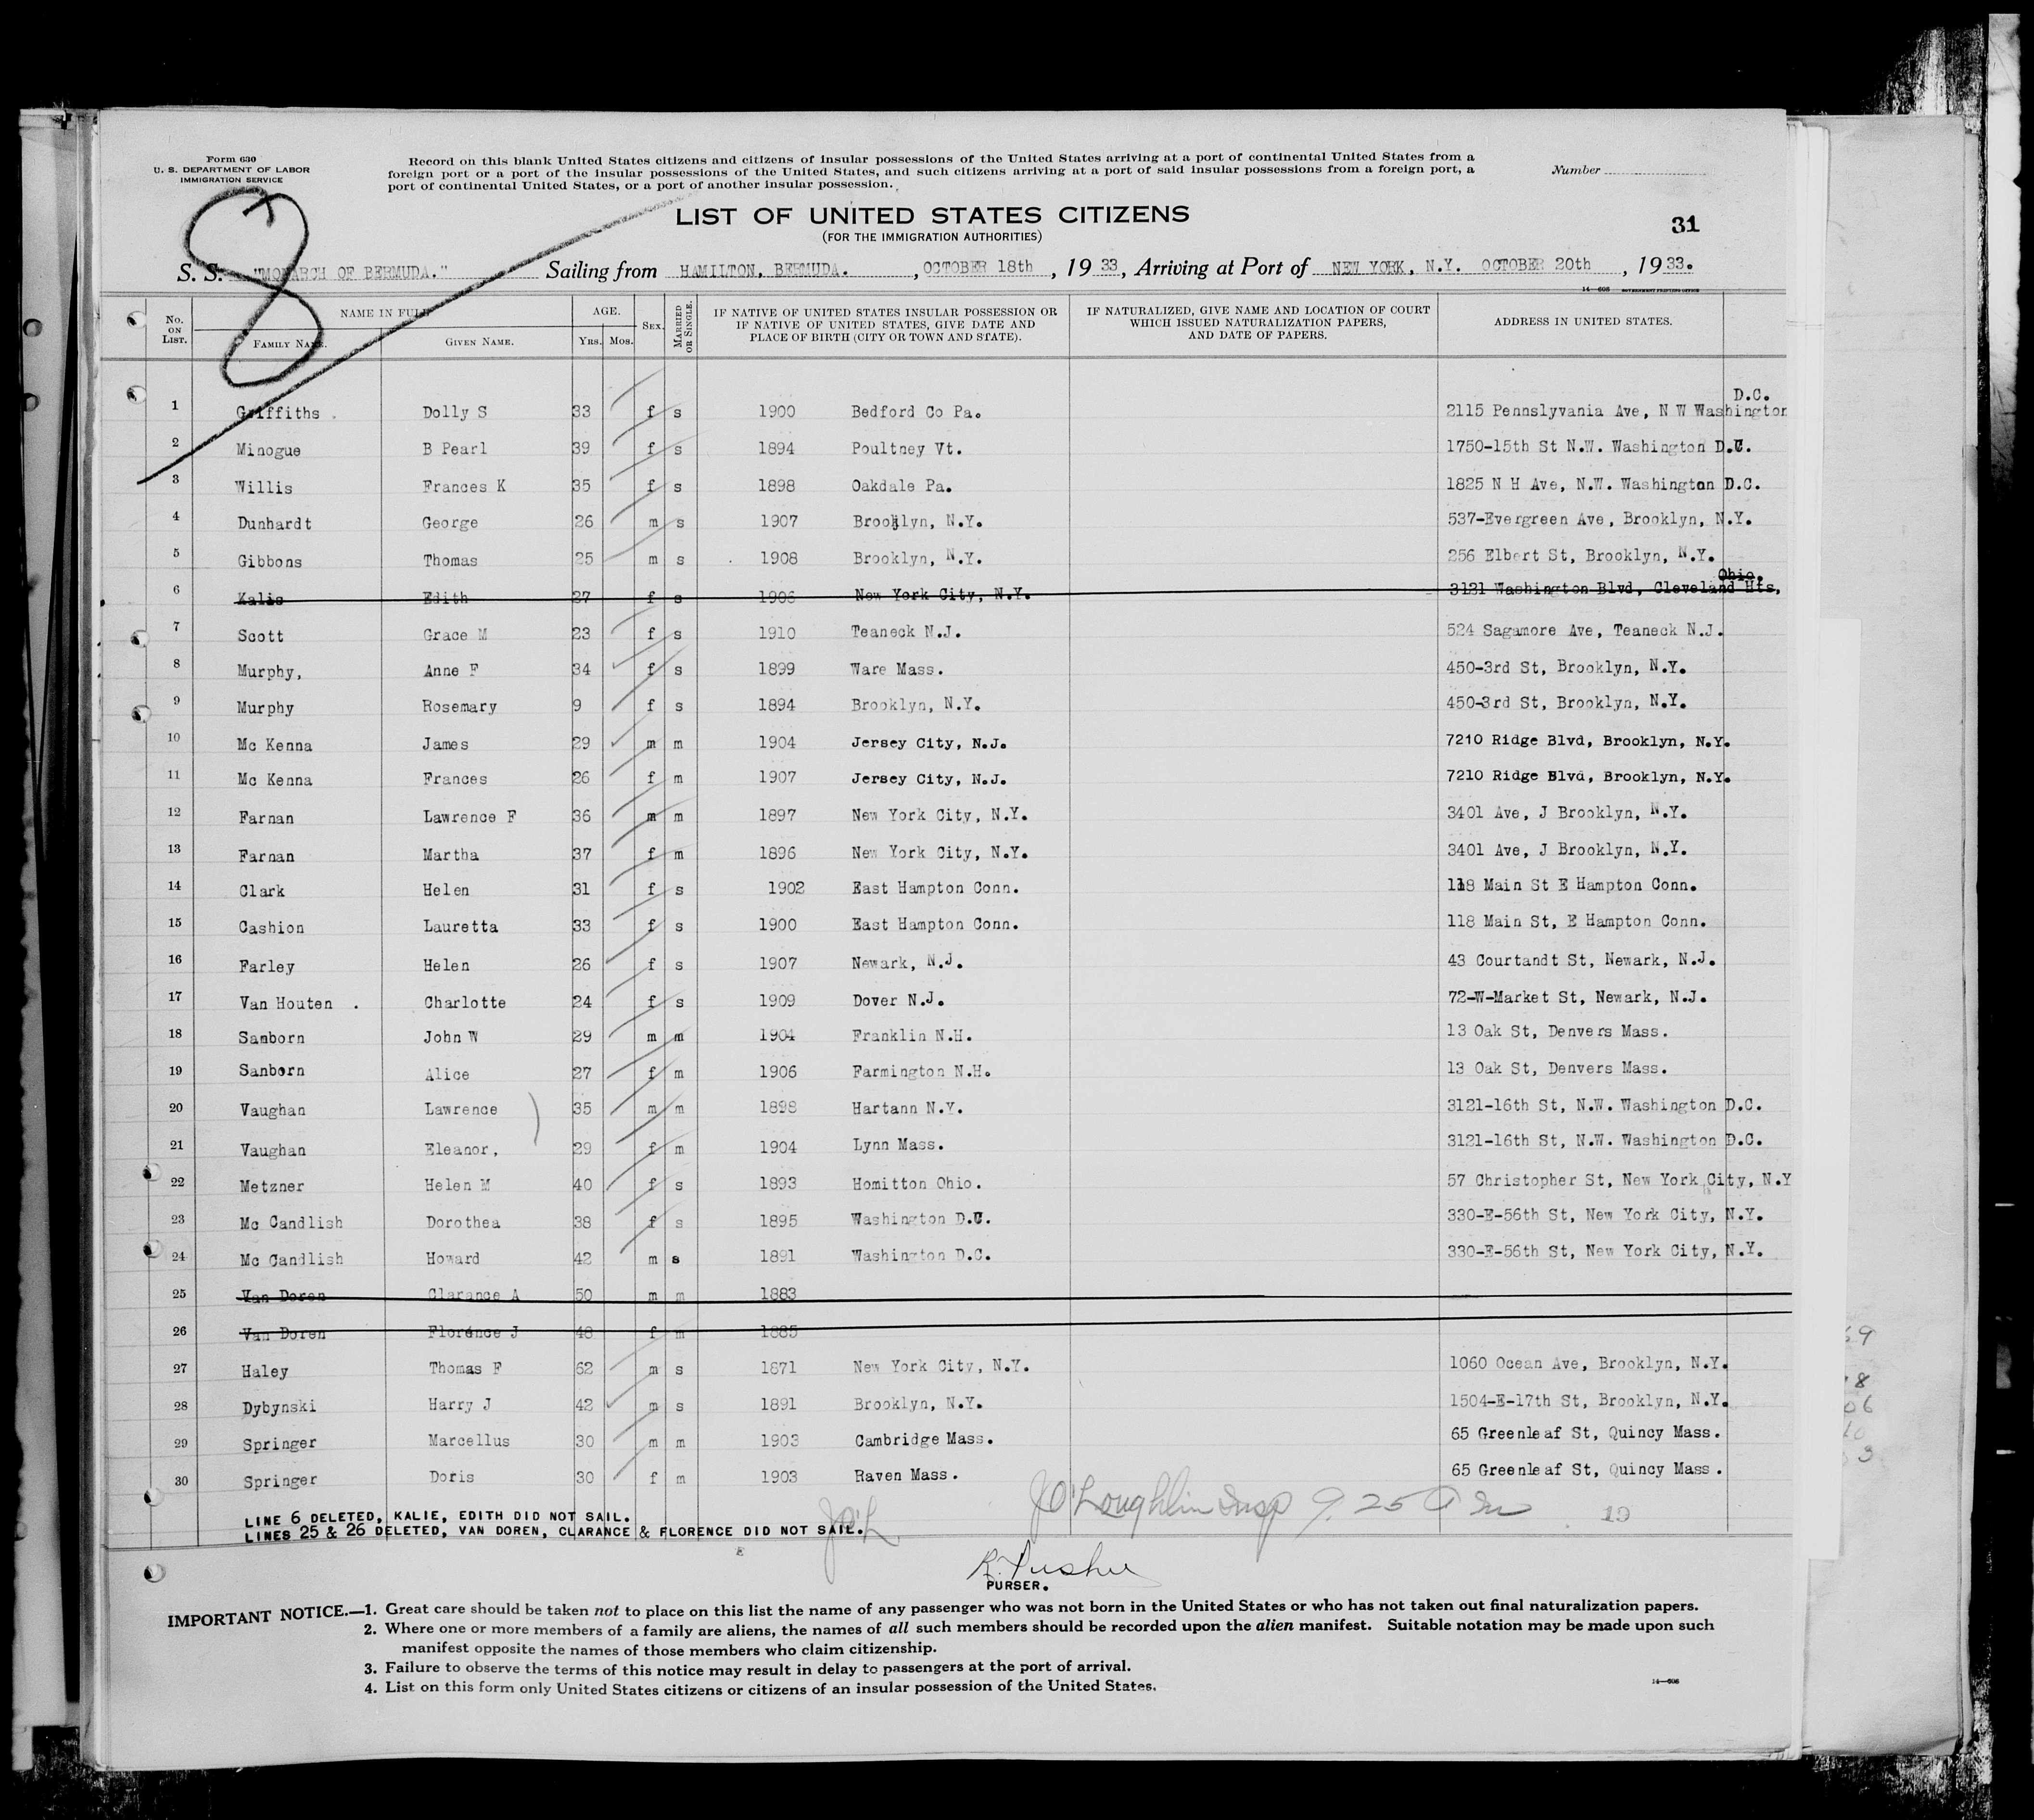 Form 630
U. S. DEPARTMENT OF LABOR
IMMIGRATION SERVICE
Record on this blank United States citizens and citizens of insular possessions of the United States arriving at a port of continental United States from a
foreign port or a port of the insular possessions of the United States, and such citizens arriving at a port of said insular possessions from a foreign port, a
port of continental United States, or a port of another insular possession.
Number
8
LIST OF UNITED STATES CITIZENS
(FOR THE IMMIGRATION AUTHORITIES)
31
S. S. "MONARCH OF BERMUDA." Sailing from HAMILTON, BERMUDA. , OCTOBER 18th , 19 33, Arriving at Port of NEW YORK, N.Y. OCTOBER 20th , 19 33.
14—608 GOVERNMENT PRINTING OFFICE
No. ON LIST. NAME IN FULL FAMILY NAME. GIVEN NAME. AGE. YRS. MOS. SEX. MARRIED OR SINGLE. IF NATIVE OF UNITED STATES INSULAR POSSESSION OR IF NATIVE OF UNITED STATES, GIVE DATE AND PLACE OF BIRTH (CITY OR TOWN AND STATE). IF NATURALIZED, GIVE NAME AND LOCATION OF COURT WHICH ISSUED NATURALIZATION PAPERS, AND DATE OF PAPERS. ADDRESS IN UNITED STATES.
1 Griffiths . Dolly S 33 f s 1900 Bedford Co Pa. 2115 Pennslyvania Ave, N W Washington D.C.
2 Minogue B Pearl 39 f s 1894 Poultney Vt. 1750-15th St N.W. Washington D.C.
3 Willis Frances K 35 f s 1898 Oakdale Pa. 1825 N H Ave, N.W. Washington D.C.
4 Dunhardt George 26 m s 1907 Brooklyn, N.Y. 537-Evergreen Ave, Brooklyn, N.Y.
5 Gibbons Thomas 25 m s 1908 Brooklyn, N.Y. 256 Elbert St, Brooklyn, N.Y.
6 Kalie Edith 27 f s 1906 New York City, N.Y. 3121 Washington Blvd, Cleveland Hts, Ohio.
7 Scott Grace M 23 f s 1910 Teaneck N.J. 524 Sagamore Ave, Teaneck N.J.
8 Murphy, Anne F 34 f s 1899 Ware Mass. 450-3rd St, Brooklyn, N.Y.
9 Murphy Rosemary 9 f s 1894 Brooklyn, N.Y. 450-3rd St, Brooklyn, N.Y.
10 Mc Kenna James 29 m m 1904 Jersey City, N.J. 7210 Ridge Blvd, Brooklyn, N.Y.
11 Mc Kenna Frances 26 f m 1907 Jersey City, N.J. 7210 Ridge Blvd, Brooklyn, N.Y.
12 Farnan Lawrence F 36 m m 1897 New York City, N.Y. 3401 Ave, J Brooklyn, N.Y.
13 Farnan Martha 37 f m 1896 New York City, N.Y. 3401 Ave, J Brooklyn, N.Y.
14 Clark Helen 31 f s 1902 East Hampton Conn. 118 Main St E Hampton Conn.
15 Cashion Lauretta 33 f s 1900 East Hampton Conn. 118 Main St, E Hampton Conn.
16 Farley Helen 26 f s 1907 Newark, N.J. 43 Courtandt St, Newark, N.J.
17 Van Houten . Charlotte 24 f s 1909 Dover N.J. 72-W-Market St, Newark, N.J.
18 Sanborn John W 29 m m 1904 Franklin N.H. 13 Oak St, Denvers Mass.
19 Sanborn Alice 27 f m 1906 Farmington N.H. 13 Oak St, Denvers Mass.
20 Vaughan Lawrence 35 m m 1898 Hartann N.Y. 3121-16th St, N.W. Washington D.C.
21 Vaughan Eleanor, 29 f m 1904 Lynn Mass. 3121-16th St, N.W. Washington D.C.
22 Metzner Helen M 40 f s 1893 Homitton Ohio. 57 Christopher St, New York City, N.Y
23 Mc Candlish Dorothea 38 f s 1895 Washington D.C. 330-E-56th St, New York City, N.Y.
24 Mc Candlish Howard 42 m s 1891 Washington D.C. 330-E-56th St, New York City, N.Y.
25 Van Doren Clarance A 50 m m 1883
26 Van Doren Florence J 48 f m 1885
27 Haley Thomas F 62 m s 1871 New York City, N.Y. 1060 Ocean Ave, Brooklyn, N.Y.
28 Dybynski Harry J 42 m s 1891 Brooklyn, N.Y. 1504-E-17th St, Brooklyn, N.Y.
29 Springer Marcellus 30 m m 1903 Cambridge Mass. 65 Greenleaf St, Quincy Mass.
30 Springer Doris 30 f m 1903 Raven Mass. 65 Greenleaf St, Quincy Mass.
LINE 6 DELETED, KALIE, EDITH DID NOT SAIL.
LINES 25 & 26 DELETED, VAN DOREN, CLARANCE & FLORENCE DID NOT SAIL.
JO'L JO'Loughlin Insp 9.25 A m
PURSER.
IMPORTANT NOTICE.—1. Great care should be taken not to place on this list the name of any passenger who was not born in the United States or who has not taken out final naturalization papers.
2. Where one or more members of a family are aliens, the names of all such members should be recorded upon the alien manifest. Suitable notation may be made upon such
manifest opposite the names of those members who claim citizenship.
3. Failure to observe the terms of this notice may result in delay to passengers at the port of arrival.
4. List on this form only United States citizens or citizens of an insular possession of the United States.
14—608